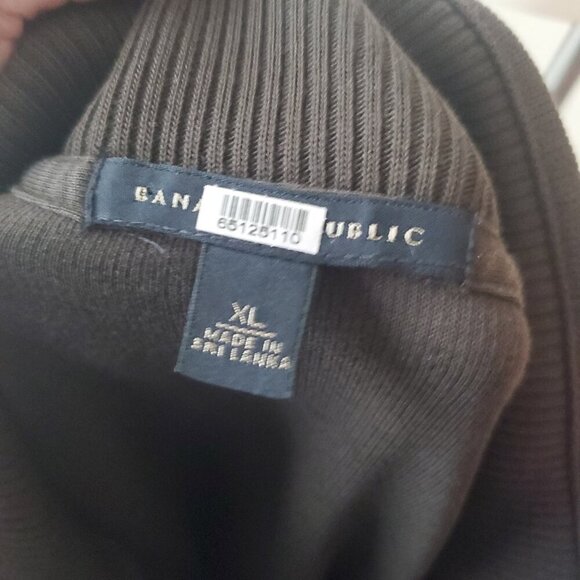 BANA UBLIC
65125110
XL
MADE IN
SRI LANKA